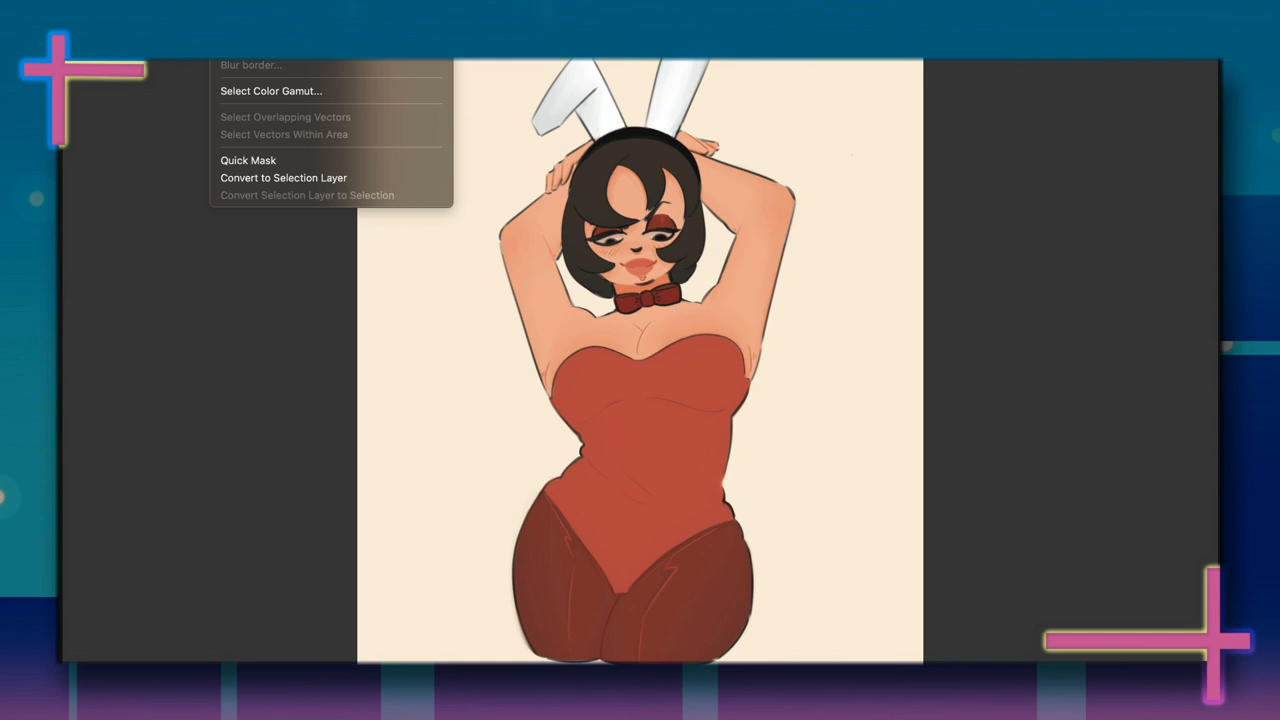 Blur border...
Select Color Gamut...
Select Overlapping Vectors
Select Vectors Within Area
Quick Mask
Convert to Selection Layer
Convert Selection Layer to Selection